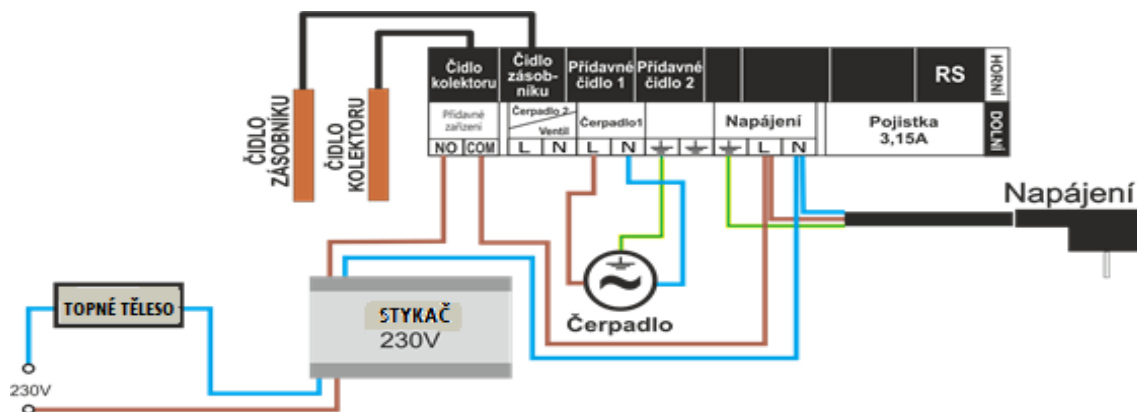 Čidlo
kolektoru
Čidlo
zásob-
níku
Přídavné
čidlo 1
Přídavné
čidlo 2
RS
HORNÍ
Přídavné
zařízení
Čerpadlo 2
Ventil
Čerpadlo1
Napájení
Pojistka
3,15A
DOLNÍ
NO COM L N L N L N
ČIDLO
ZÁSOBNÍKU
ČIDLO
KOLEKTORU
Napájení
TOPNÉ TĚLESO
STYKAČ
230V
Čerpadlo
230V